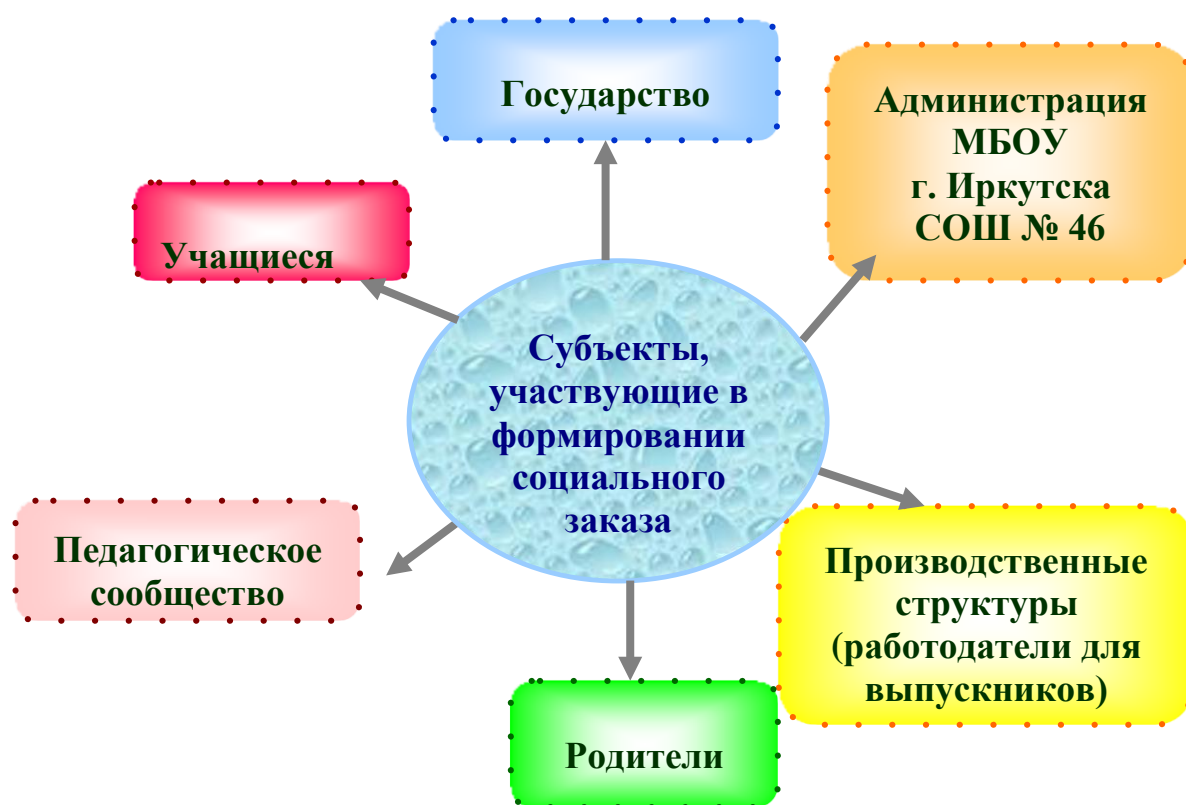 Государство
Администрация
МБОУ
г. Иркутска
СОШ № 46
Учащиеся
Субъекты,
участвующие в
формировании
социального
заказа
Педагогическое
сообщество
Производственные
структуры
(работодатели для
выпускников)
Родители